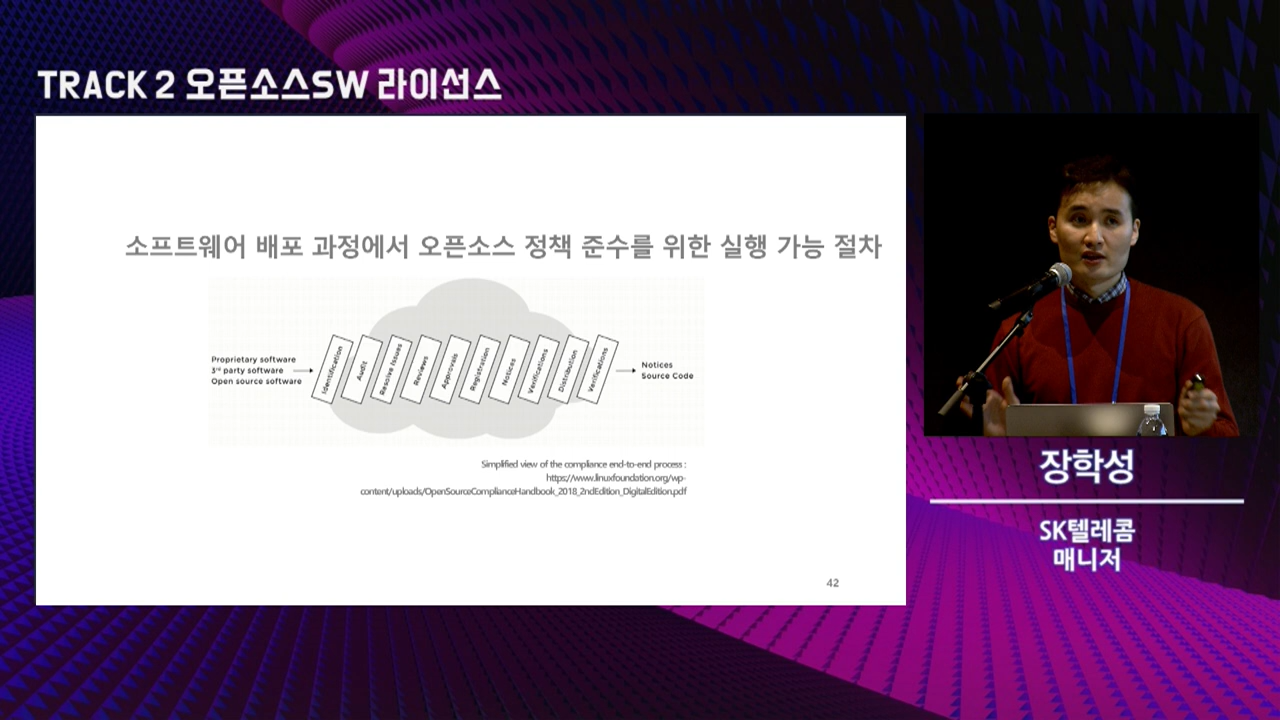 TRACK 2 오픈소스SW 라이선스
소프트웨어 배포 과정에서 오픈소스 정책 준수를 위한 실행 가능 절차
Proprietary software
3rd party software
Open source software
Identification
Audit
Resolve Issues
Reviews
Approvals
Registration
Notices
Verifications
Distribution
Verifications
Notices
Source Code
Simplified view of the compliance end-to-end process :
https://www.linuxfoundation.org/wp-
content/uploads/OpenSourceComplianceHandbook_2018_2ndEdition_DigitalEdition.pdf
42
장학성
SK텔레콤
매니저